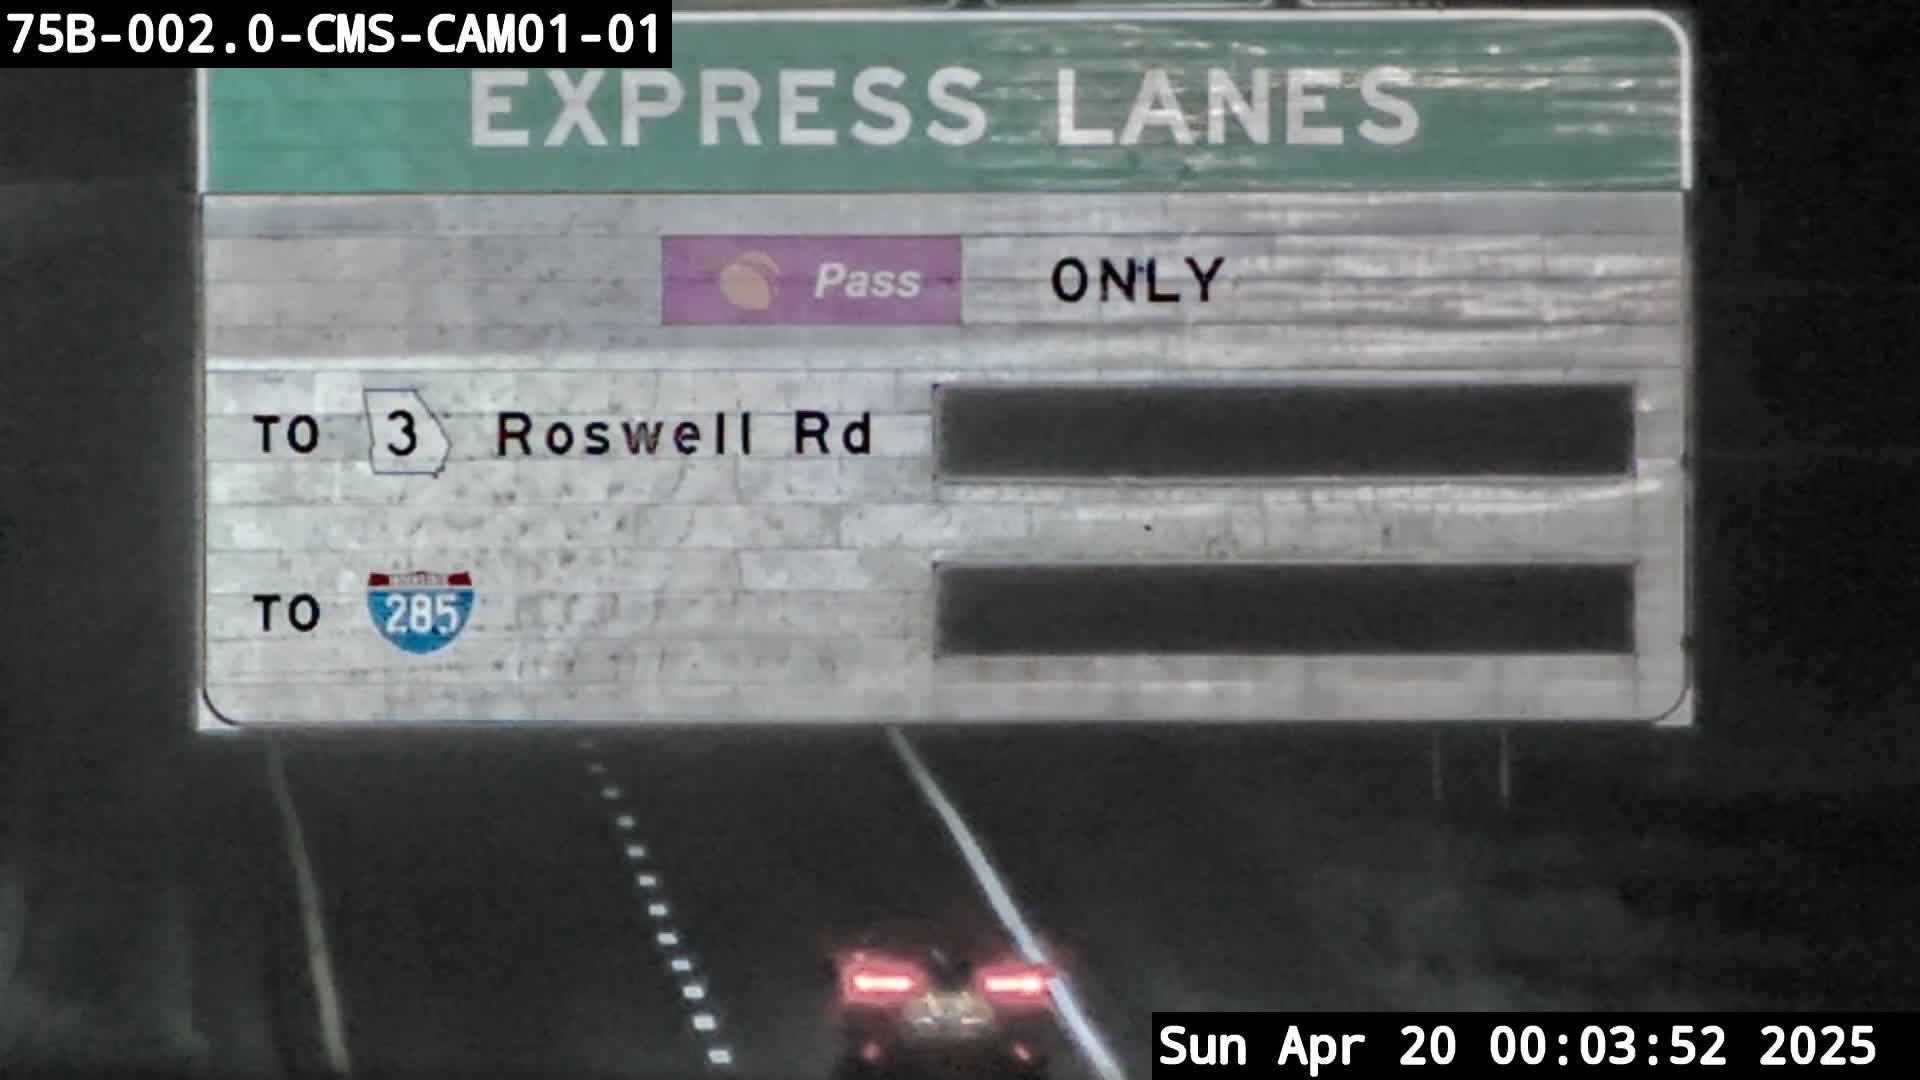 75B-002.0-CMS-CAM01-01
EXPRESS LANES
Pass ONLY
TO 3 Roswell Rd
TO 285
Sun Apr 20 00:03:52 2025